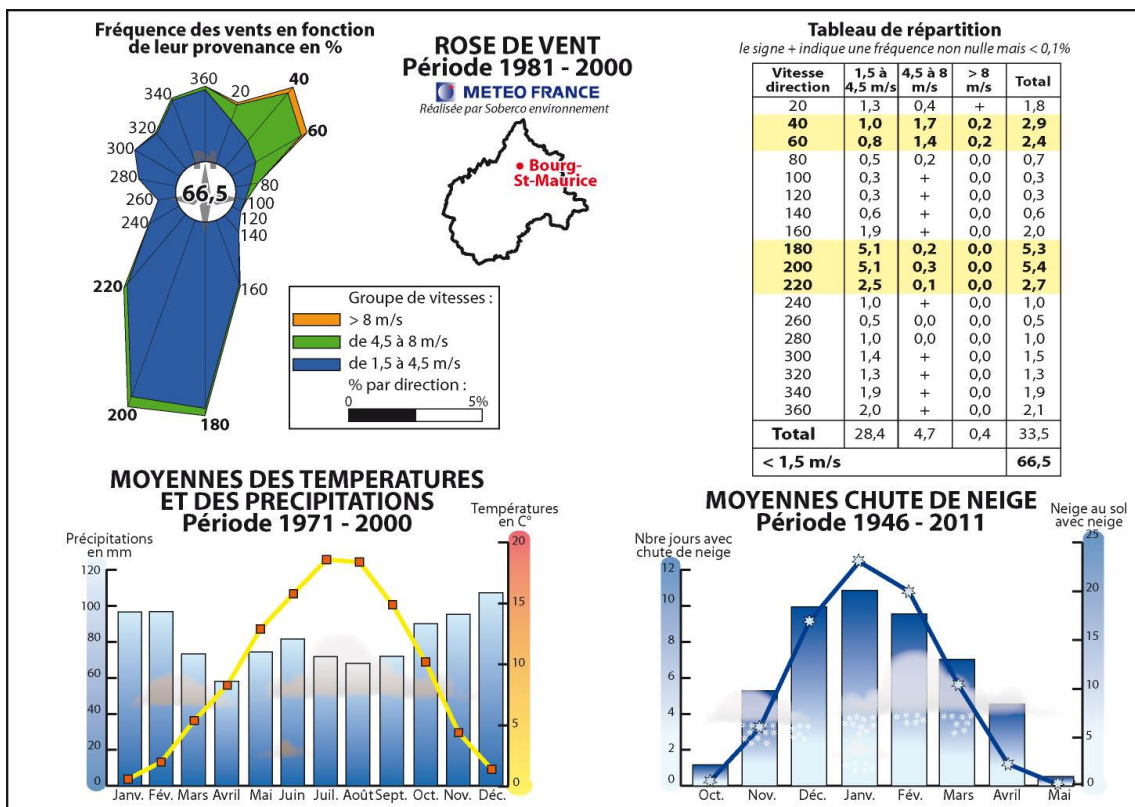 Fréquence des vents en fonction
de leur provenance en %
360
20
40
60
80
100
120
140
160
180
200
220
240
260
280
300
320
340
66,5
ROSE DE VENT
Période 1981 - 2000
METEO FRANCE
Réalisée par Soberco environnement
Bourg-
St-Maurice
Groupe de vitesses :
> 8 m/s
de 4,5 à 8 m/s
de 1,5 à 4,5 m/s
% par direction :
0 5%
Tableau de répartition
le signe + indique une fréquence non nulle mais < 0,1%
Vitesse 1,5 à 4,5 à 8 > 8 Total
direction 4,5 m/s m/s m/s
20 1,3 0,4 + 1,8
40 1,0 1,7 0,2 2,9
60 0,8 1,4 0,2 2,4
80 0,5 0,2 0,0 0,7
100 0,3 + 0,0 0,3
120 0,3 + 0,0 0,3
140 0,6 + 0,0 0,6
160 1,9 + 0,0 2,0
180 5,1 0,2 0,0 5,3
200 5,1 0,3 0,0 5,4
220 2,5 0,1 0,0 2,7
240 1,0 + 0,0 1,0
260 0,5 0,0 0,0 0,5
280 1,0 0,0 0,0 1,0
300 1,4 + 0,0 1,5
320 1,3 + 0,0 1,3
340 1,9 + 0,0 1,9
360 2,0 + 0,0 2,1
Total 28,4 4,7 0,4 33,5
< 1,5 m/s 66,5
MOYENNES DES TEMPERATURES
ET DES PRECIPITATIONS
Période 1971 - 2000
Précipitations
en mm
Températures
en C°
120
100
80
60
40
20
0
20
15
10
5
0
Janv. Fév. Mars Avril Mai Juin Juil. Août Sept. Oct. Nov. Déc.
MOYENNES CHUTE DE NEIGE
Période 1946 - 2011
Nbre jours avec
chute de neige
Neige au sol
avec neige
12
10
8
6
4
2
0
25
20
15
10
5
0
Oct. Nov. Déc. Janv. Fév. Mars Avril Mai